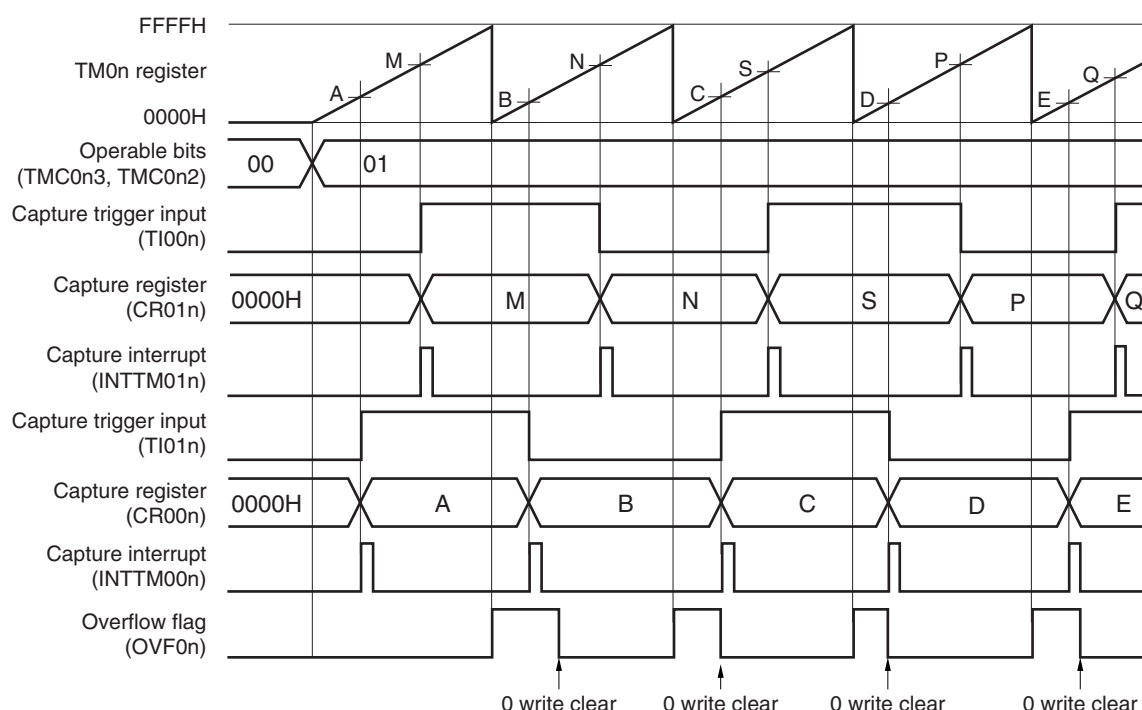 FFFFH
TM0n register
0000H
A M B N C S D P E Q
Operable bits
(TMC0n3, TMC0n2)
00 01
Capture trigger input
(TI00n)
Capture register
(CR01n)
0000H M N S P Q
Capture interrupt
(INTTM01n)
Capture trigger input
(TI01n)
Capture register
(CR00n)
0000H A B C D E
Capture interrupt
(INTTM00n)
Overflow flag
(OVF0n)
0 write clear 0 write clear 0 write clear 0 write clear